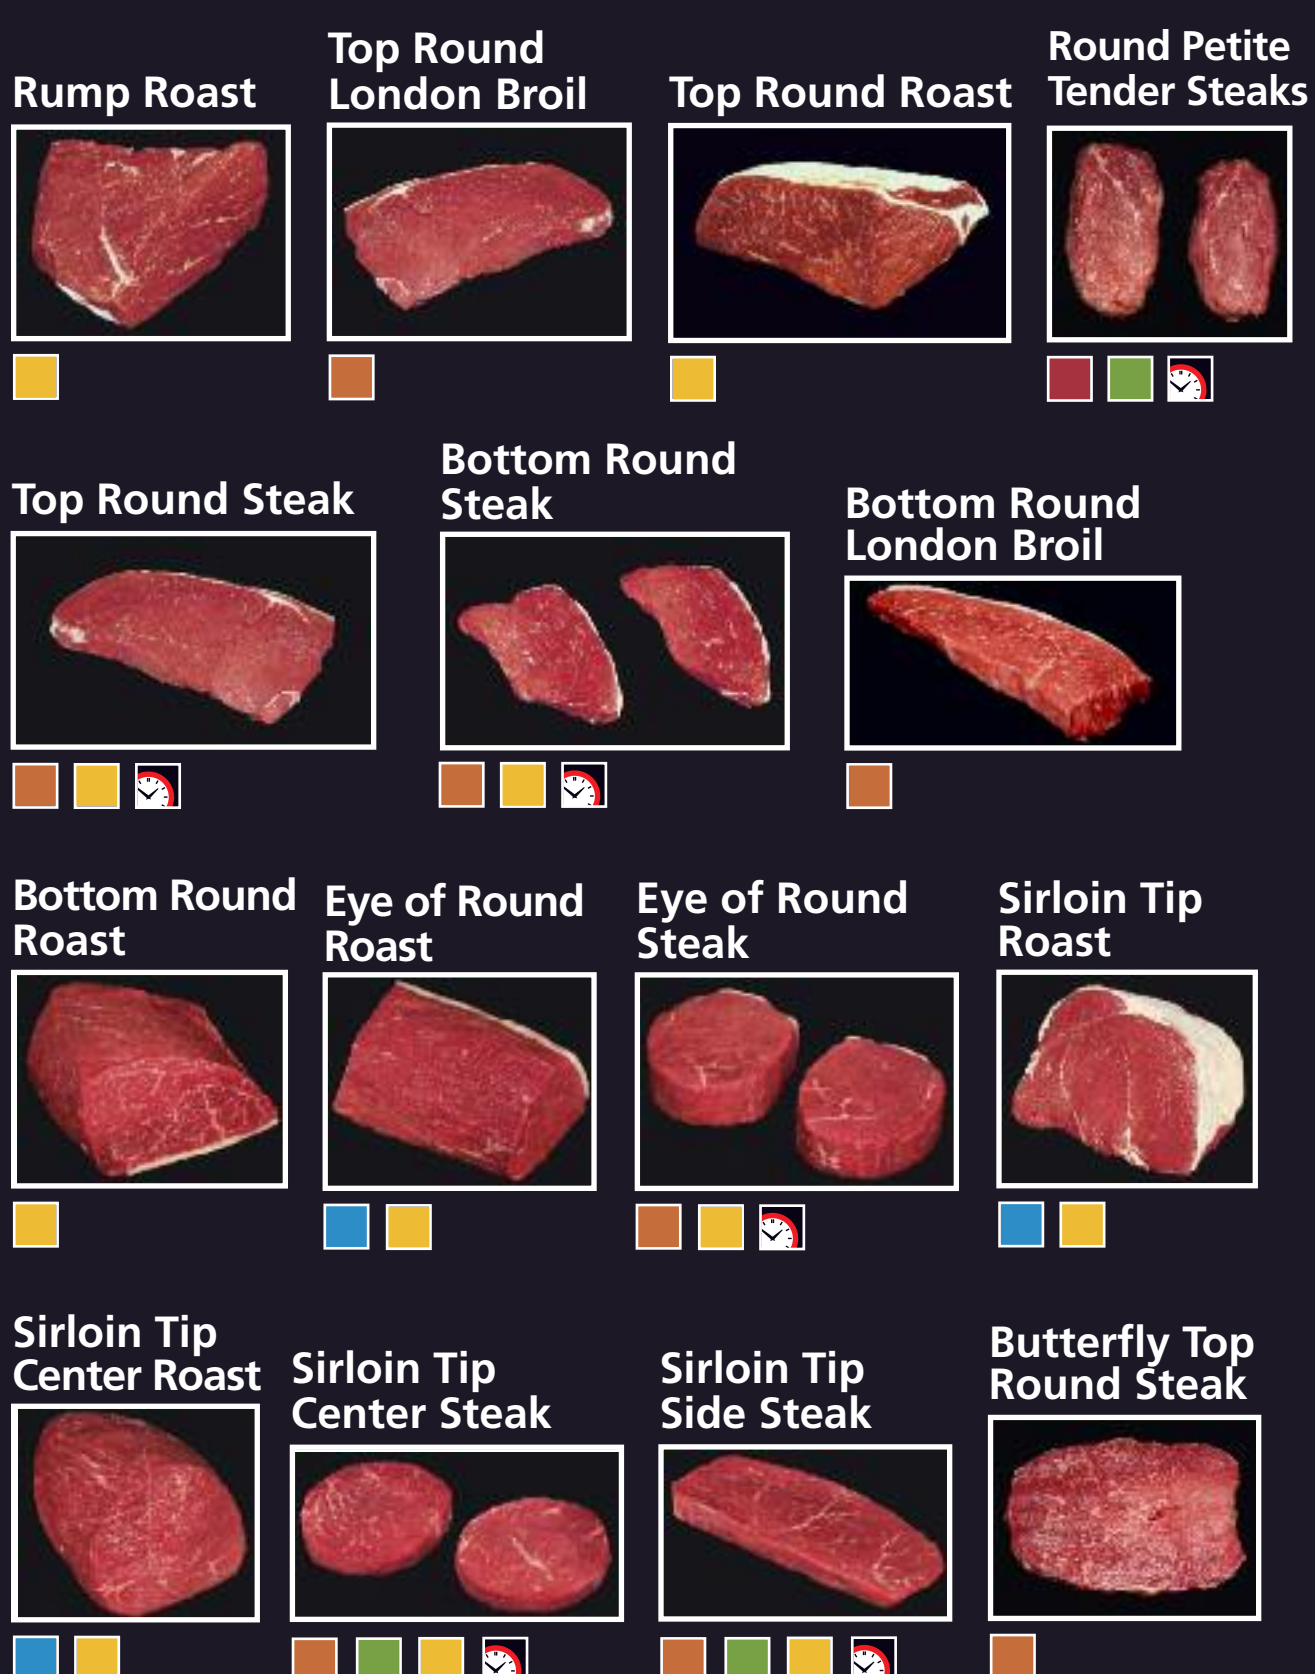 Rump Roast
Top Round
London Broil
Top Round Roast
Round Petite
Tender Steaks
Top Round Steak
Bottom Round
Steak
Bottom Round
London Broil
Bottom Round
Roast
Eye of Round
Roast
Eye of Round
Steak
Sirloin Tip
Roast
Sirloin Tip
Center Roast
Sirloin Tip
Center Steak
Sirloin Tip
Side Steak
Butterfly Top
Round Steak